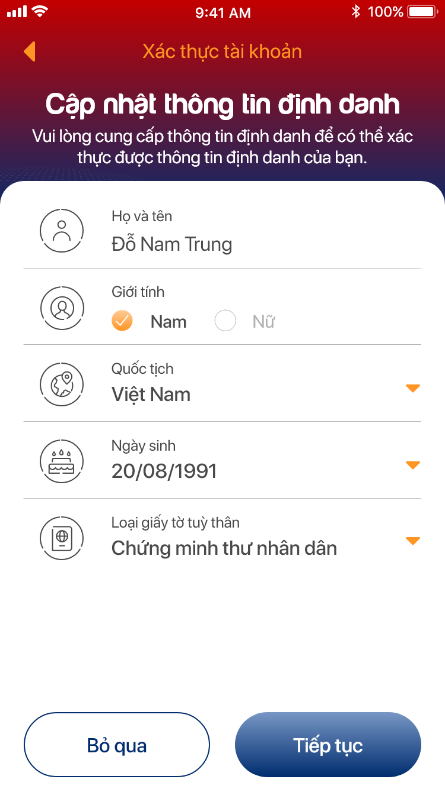 9:41 AM 100%
Xác thực tài khoản
Cập nhật thông tin định danh
Vui lòng cung cấp thông tin định danh để có thể xác
thực được thông tin định danh của bạn.
Họ và tên
Đỗ Nam Trung
Giới tính
Nam Nữ
Quốc tịch
Việt Nam
Ngày sinh
20/08/1991
Loại giấy tờ tuỳ thân
Chứng minh thư nhân dân
Bỏ qua Tiếp tục